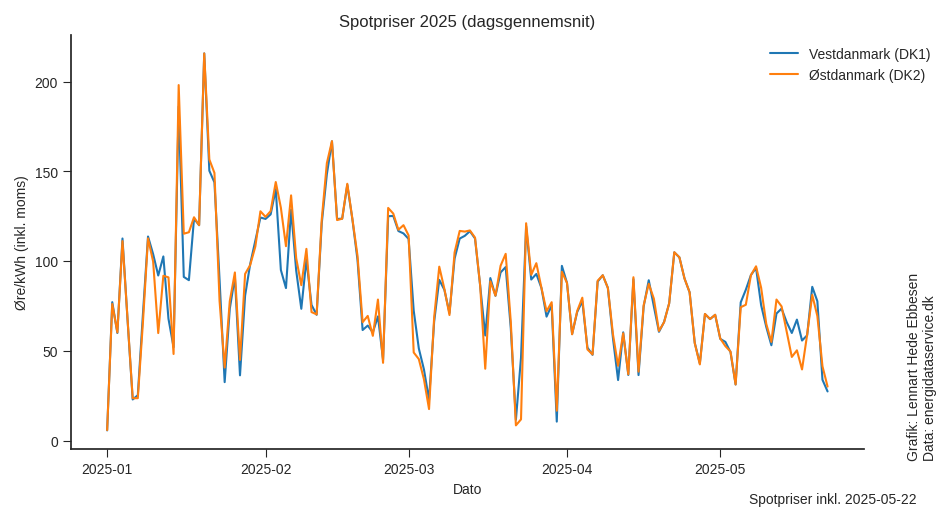 Spotpriser 2025 (dagsgennemsnit)
Vestdanmark (DK1)
Østdanmark (DK2)
Øre/kWh (inkl. moms)
200
150
100
50
0
2025-01
2025-02
2025-03
2025-04
2025-05
Dato
Grafik: Lennart Hede Ebbesen
Data: energidataservice.dk
Spotpriser inkl. 2025-05-22